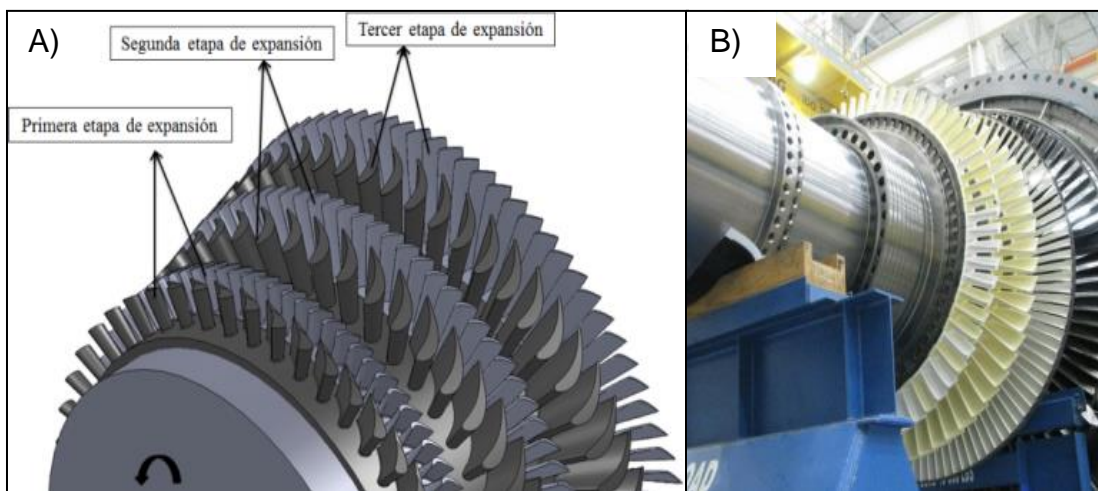 A)
Segunda etapa de expansión
Tercer etapa de expansión
Primera etapa de expansión
B)